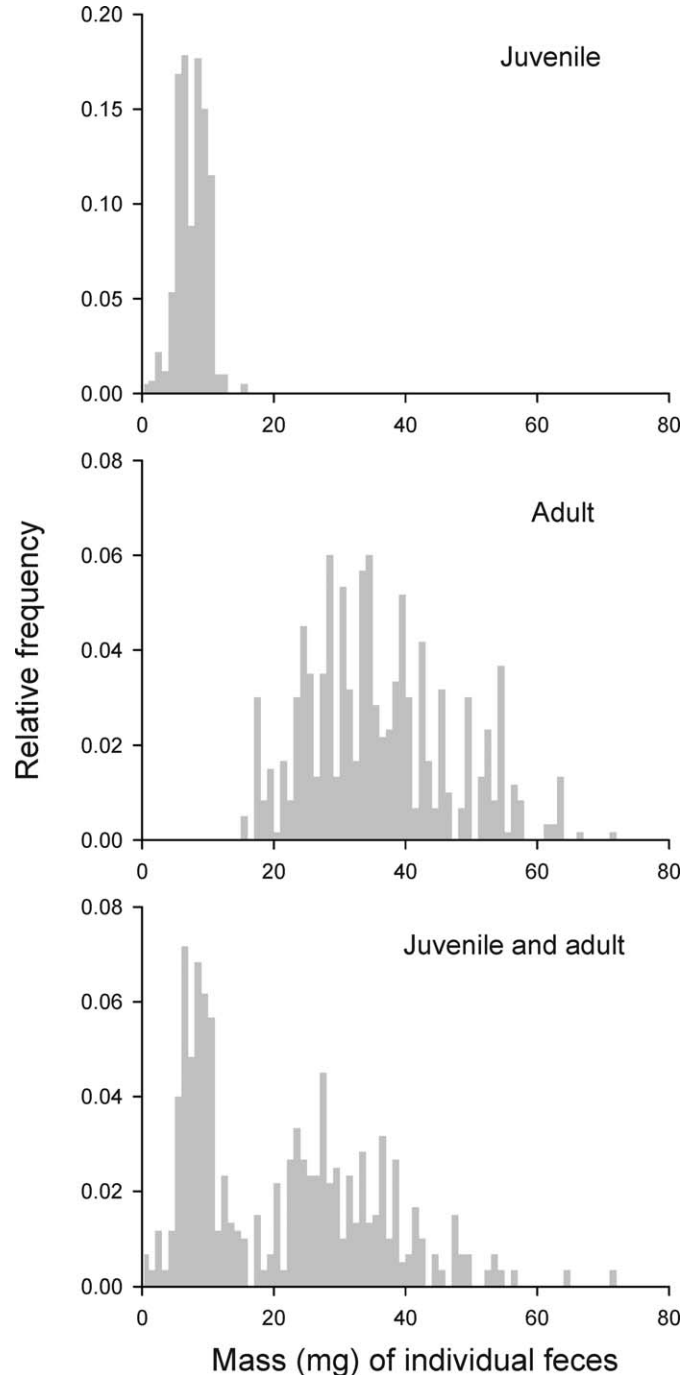 0.20
Juvenile
0.15
0.10
0.05
0.00
0 20 40 60 80
0.08
Adult
0.06
0.04
0.02
0.00
0 20 40 60 80
Relative frequency
0.08
Juvenile and adult
0.06
0.04
0.02
0.00
0 20 40 60 80
Mass (mg) of individual feces